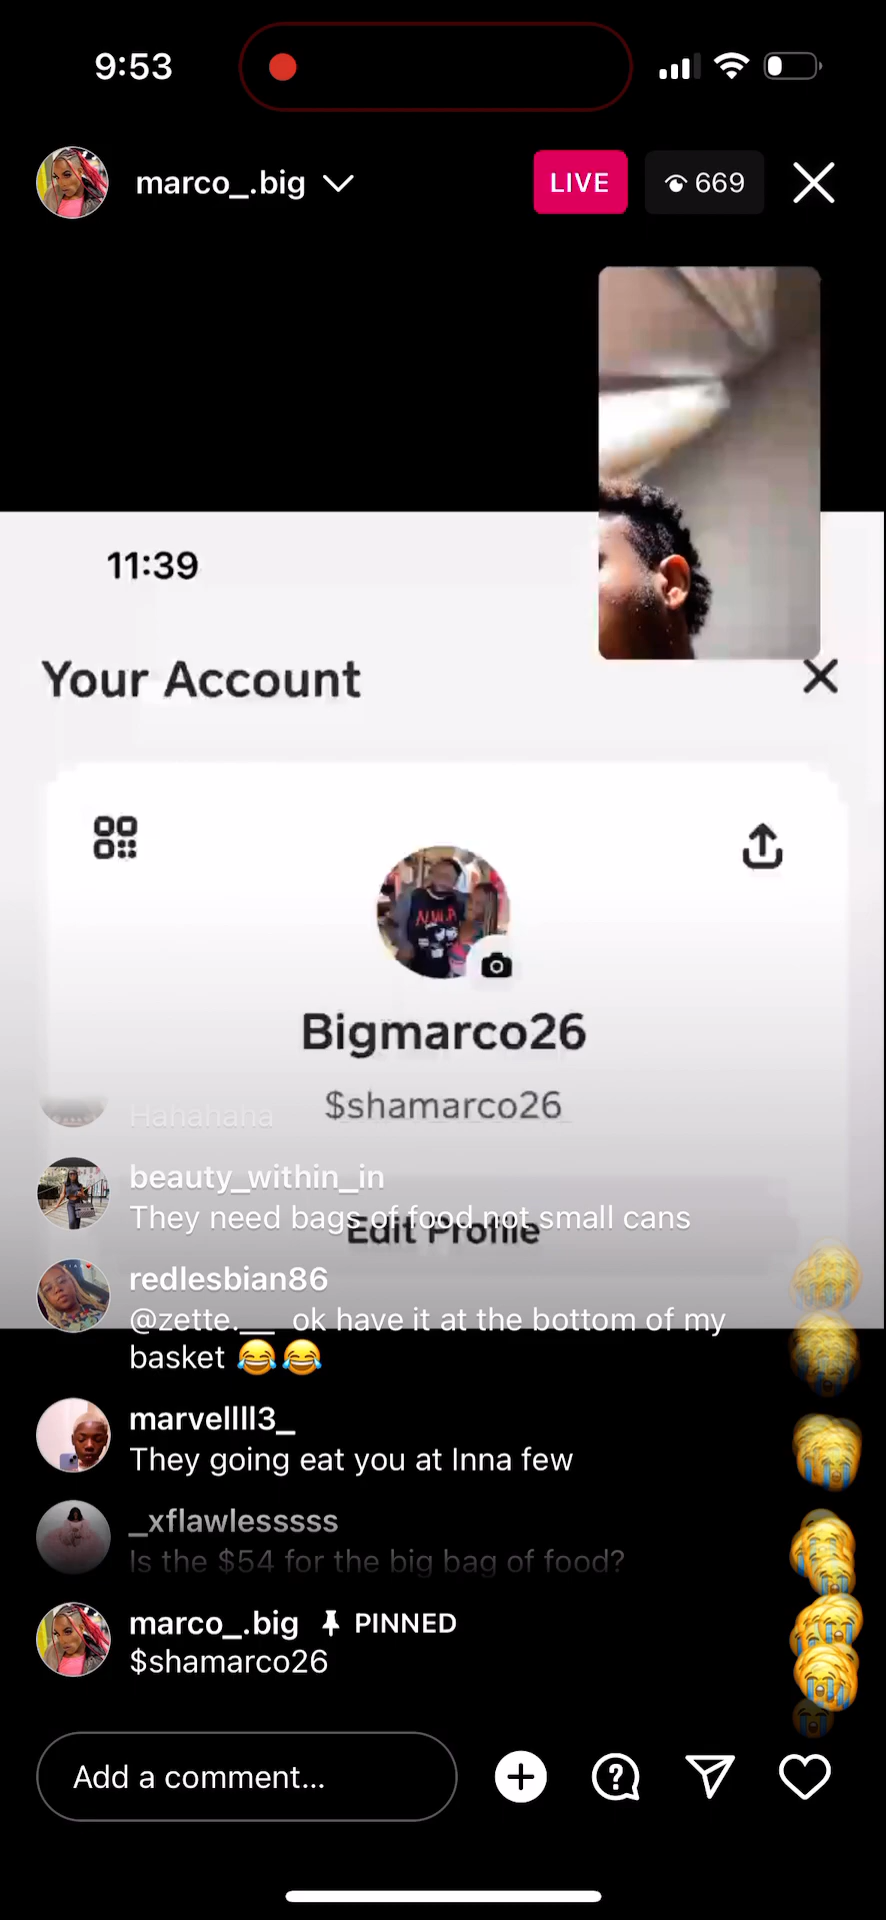 9:53
marco_.big
LIVE
669
11:39
Your Account
Bigmarco26
$shamarco26
Hahahaha
beauty_within_in
They need bags of food not small cans
Edit Profile
redlesbian86
@zette.__ ok have it at the bottom of my
basket 😂😂
marvellll3_
They going eat you at Inna few
_xflawlesssss
Is the $54 for the big bag of food?
marco_.big PINNED
$shamarco26
Add a comment...